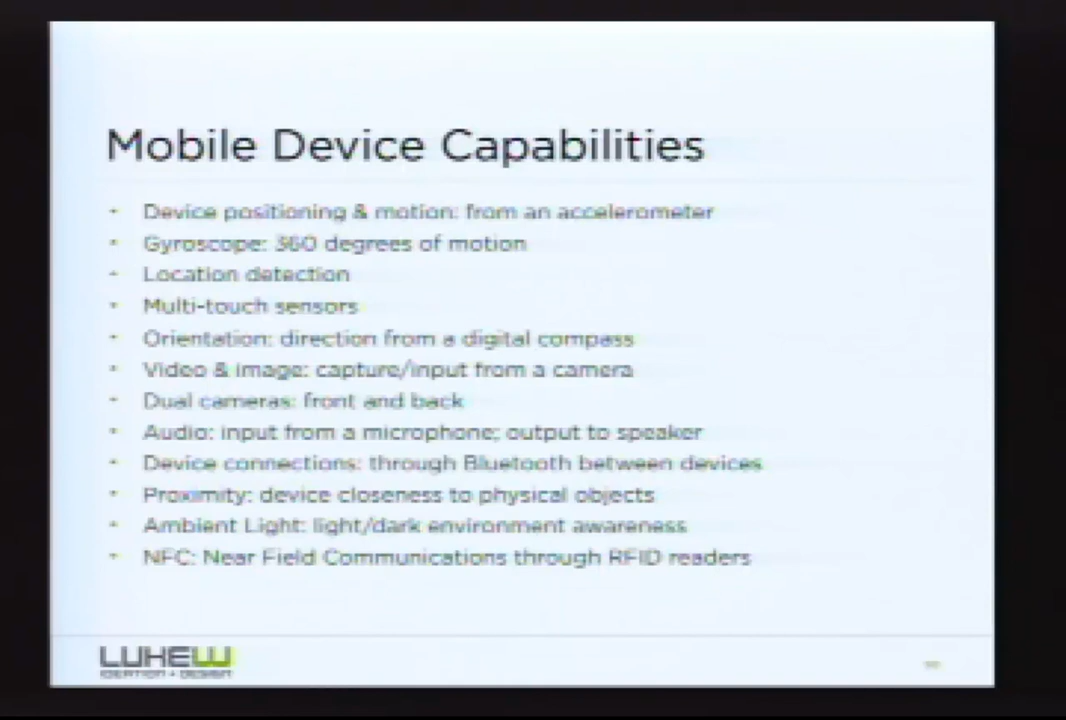 Mobile Device Capabilities
• Device positioning & motion: from an accelerometer
• Gyroscope: 360 degrees of motion
• Location detection
• Multi-touch sensors
• Orientation: direction from a digital compass
• Video & image: capture/input from a camera
• Dual cameras: front and back
• Audio: input from a microphone; output to speaker
• Device connections: through Bluetooth between devices
• Proximity: device closeness to physical objects
• Ambient Light: light/dark environment awareness
• NFC: Near Field Communications through RFID readers
LUKEW
IDEATION + DESIGN